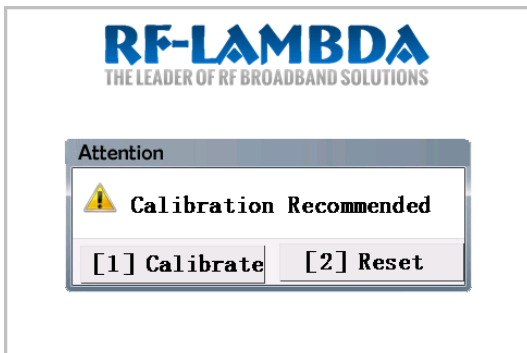 RF-LAMBDA
THE LEADER OF RF BROADBAND SOLUTIONS
Attention
Calibration Recommended
[1] Calibrate [2] Reset